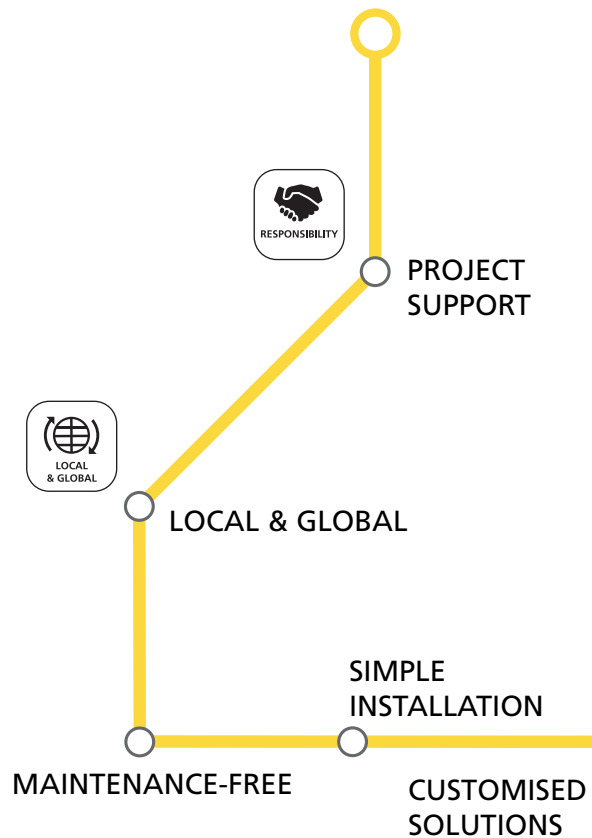 RESPONSIBILITY
PROJECT
SUPPORT
LOCAL
& GLOBAL
LOCAL & GLOBAL
SIMPLE
INSTALLATION
MAINTENANCE-FREE
CUSTOMISED
SOLUTIONS